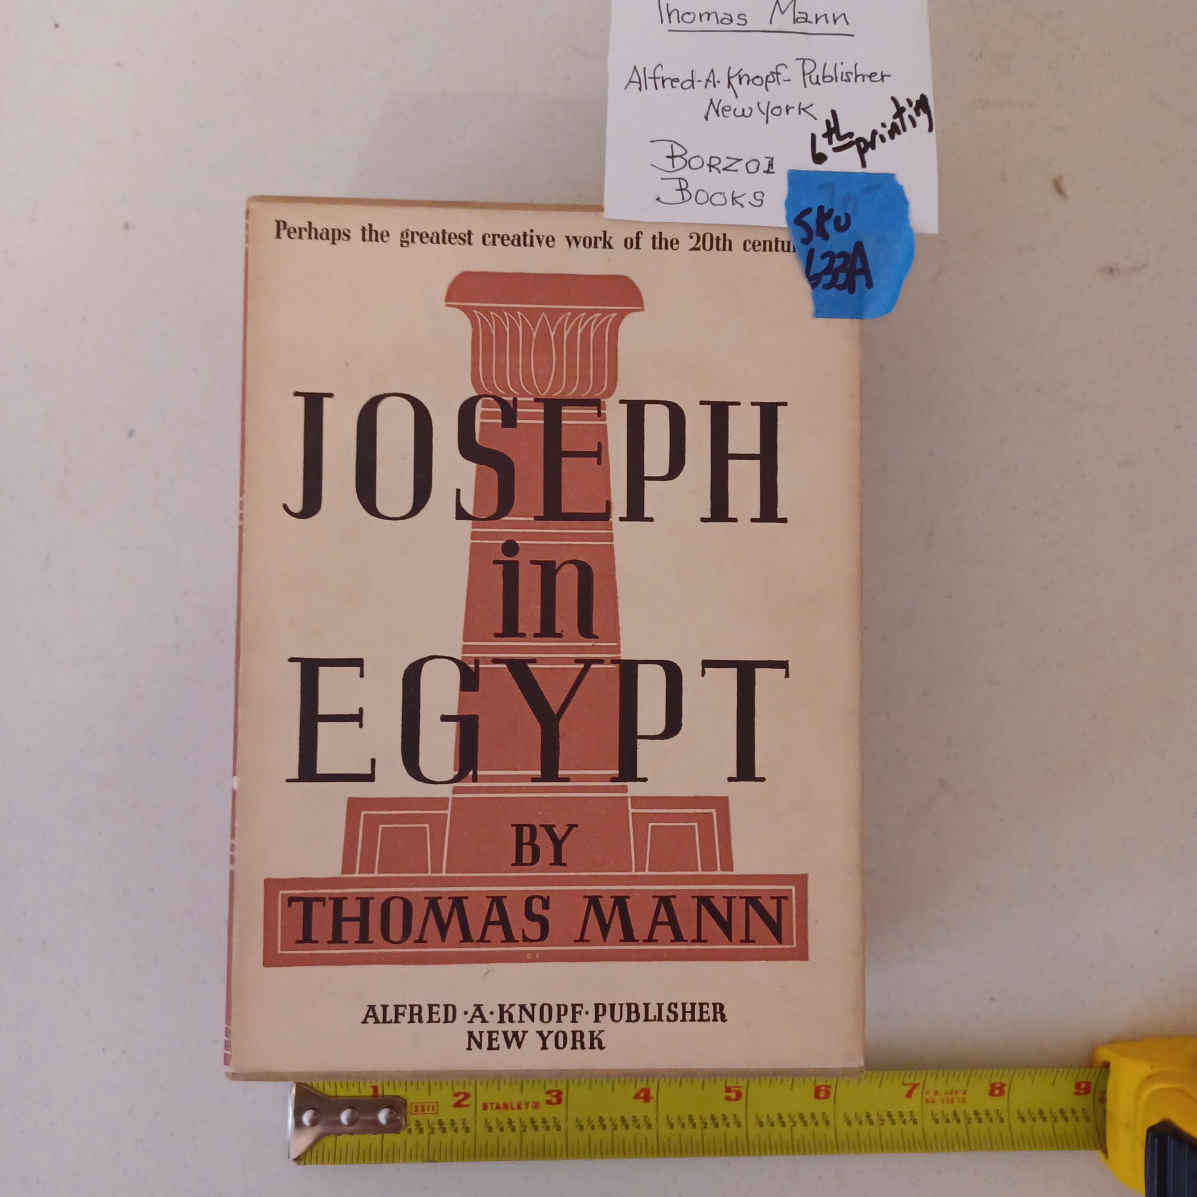 Thomas Mann
Alfred-A. Knopf- Publisher
New York
6th printing
BORZOI
BOOKS
SKU
633A
Perhaps the greatest creative work of the 20th
JOSEPH
in
EGYPT
BY
THOMAS MANN
ALFRED·A·KNOPF·PUBLISHER
NEW YORK
1 2 3 4 5 6 7 8 9
25ft STANLEY®